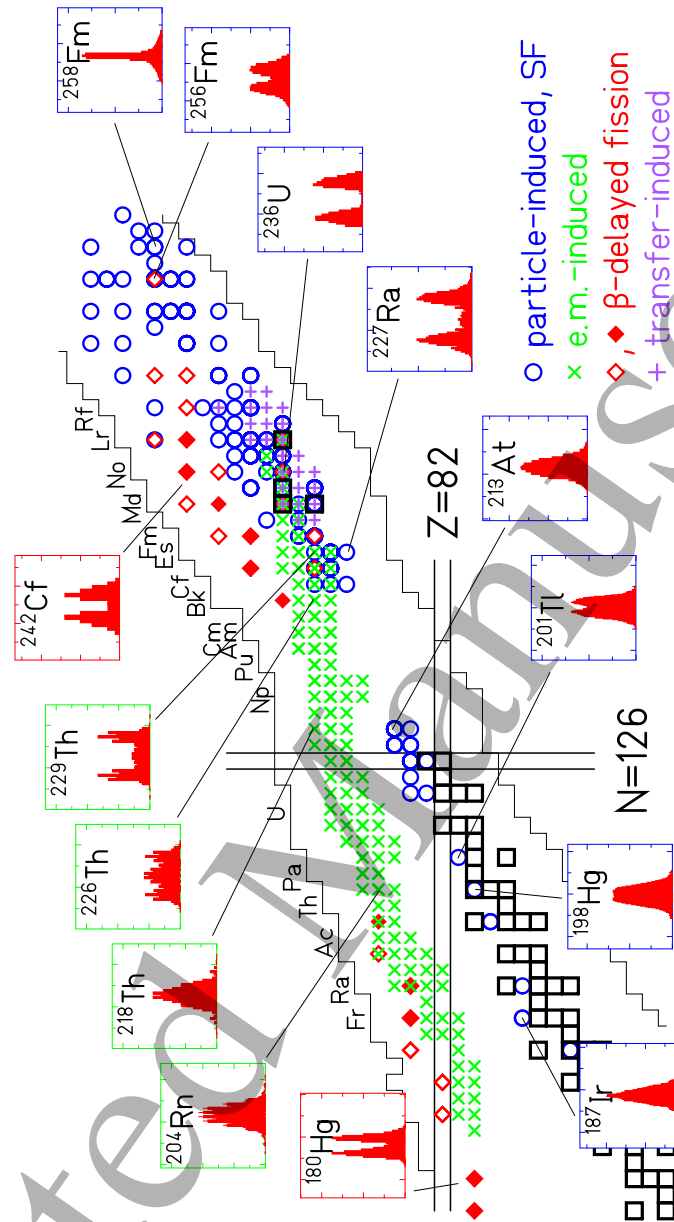 258Fm
256Fm
236U
227Ra
213At
201Tl
198Hg
187Ir
242Cf
229Th
226Th
218Th
204Rn
180Hg
Rf
Lr
No
Md
Fm
Es
Cf
Bk
Cm
Am
Pu
Np
U
Pa
Th
Ac
Ra
Fr
Z=82
N=126
particle-induced, SF
e.m.-induced
, β-delayed fission
transfer-induced
ted Manus